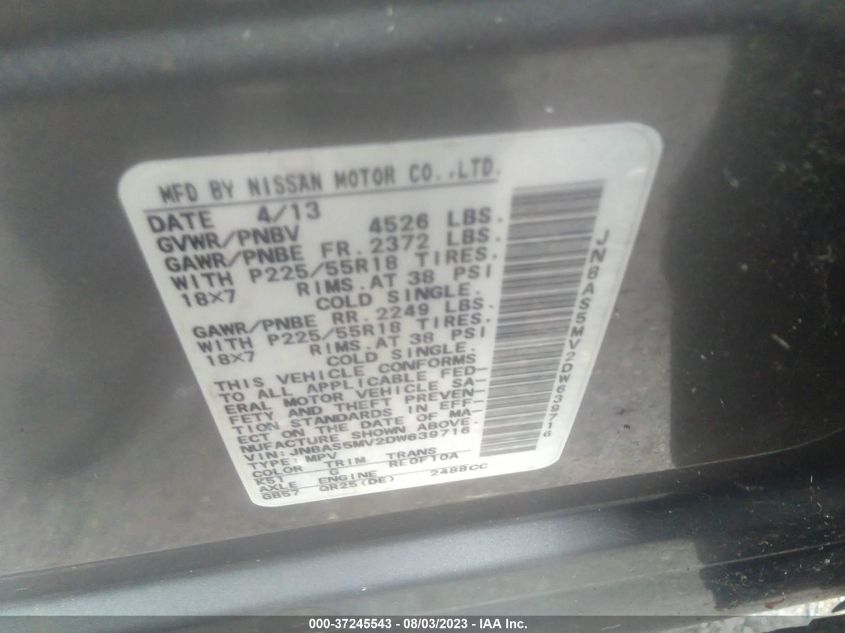 MFD BY NISSAN MOTOR CO.,LTD.
DATE 4/13
GVWR/PNBV 4526 LBS.
GAWR/PNBE FR. 2372 LBS.
WITH P225/55R18 TIRES.
18X7 RIMS. AT 38 PSI
COLD SINGLE.
GAWR/PNBE RR. 2249 LBS.
WITH P225/55R18 TIRES.
18X7 RIMS. AT 38 PSI
COLD SINGLE.
THIS VEHICLE CONFORMS
TO ALL APPLICABLE FED-
ERAL MOTOR VEHICLE SA-
FETY AND THEFT PREVEN-
TION STANDARDS IN EFF-
ECT ON THE DATE OF MA-
NUFACTURE SHOWN ABOVE.
VIN: JN8AS5MV2DW639716
TYPE: MPV
COLOR TRIM TRANS
K51 G RE0F10A
AXLE ENGINE
GB57 QR25(DE) 2488CC
JN8AS5MV2DW639716
000-37245543 - 08/03/2023 - IAA Inc.